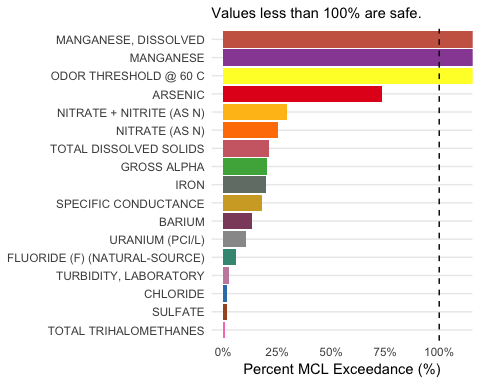 Values less than 100% are safe.
MANGANESE, DISSOLVED
MANGANESE
ODOR THRESHOLD @ 60 C
ARSENIC
NITRATE + NITRITE (AS N)
NITRATE (AS N)
TOTAL DISSOLVED SOLIDS
GROSS ALPHA
IRON
SPECIFIC CONDUCTANCE
BARIUM
URANIUM (PCI/L)
FLUORIDE (F) (NATURAL-SOURCE)
TURBIDITY, LABORATORY
CHLORIDE
SULFATE
TOTAL TRIHALOMETHANES
0% 25% 50% 75% 100%
Percent MCL Exceedance (%)